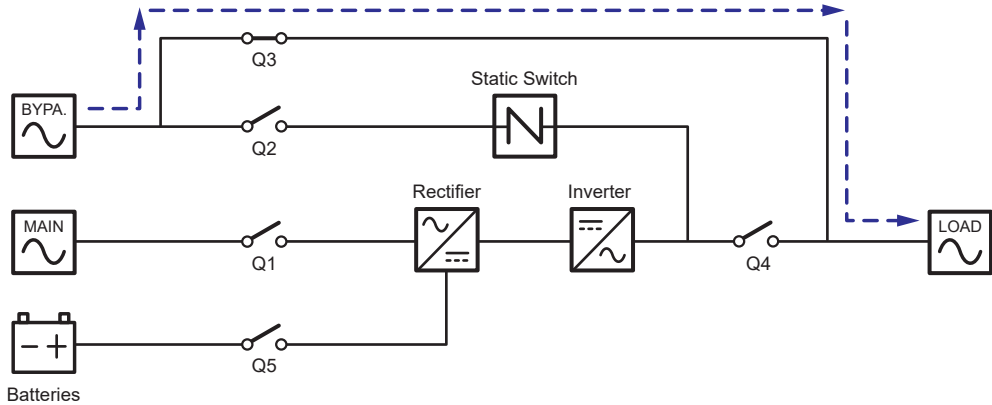 Q3
Static Switch
BYPA.
Q2
Rectifier
Inverter
MAIN
LOAD
Q1
Q4
Q5
Batteries